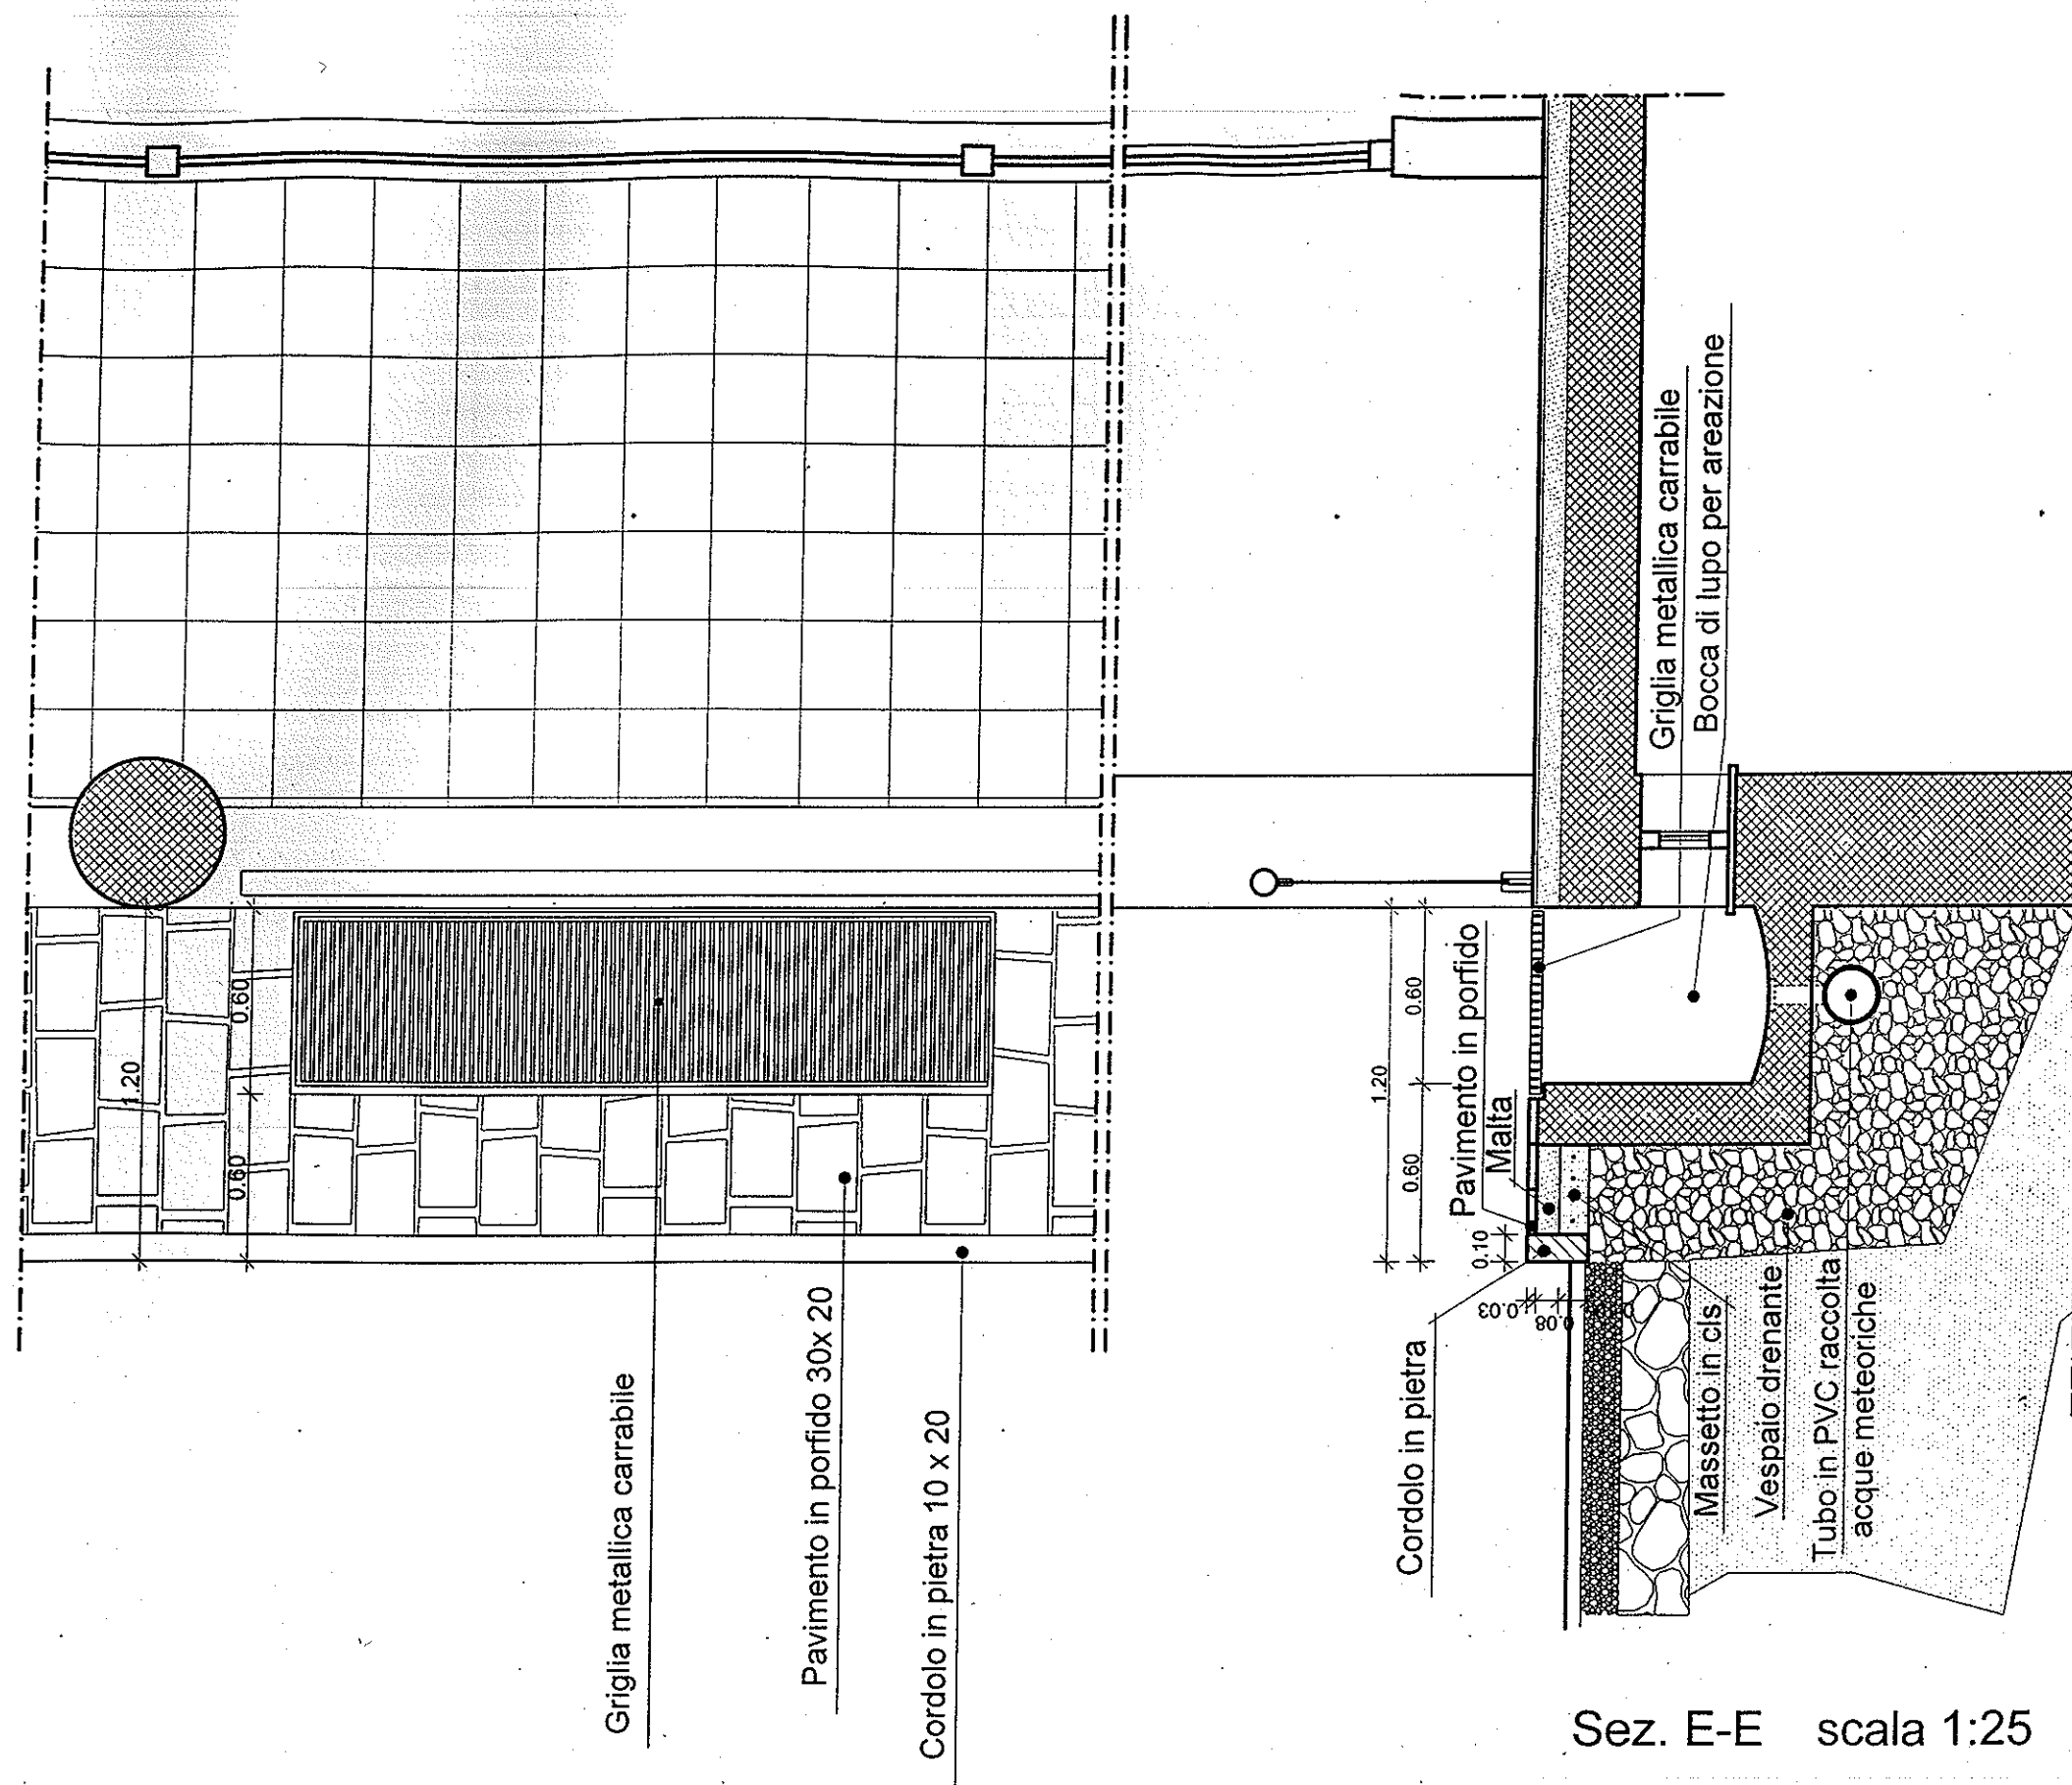 1.20
0.60
0.60
Griglia metallica carrabile
Pavimento in porfido 30x 20
Cordolo in pietra 10 x 20
Griglia metallica carrabile
Bocca di lupo per areazione
1.20
0.60
0.60
0.10
0.03
0.08
Pavimento in porfido
Malta
Cordolo in pietra
Massetto in cls
Vespaio drenante
Tubo in PVC raccolta
acque meteoriche
Sez. E-E scala 1:25